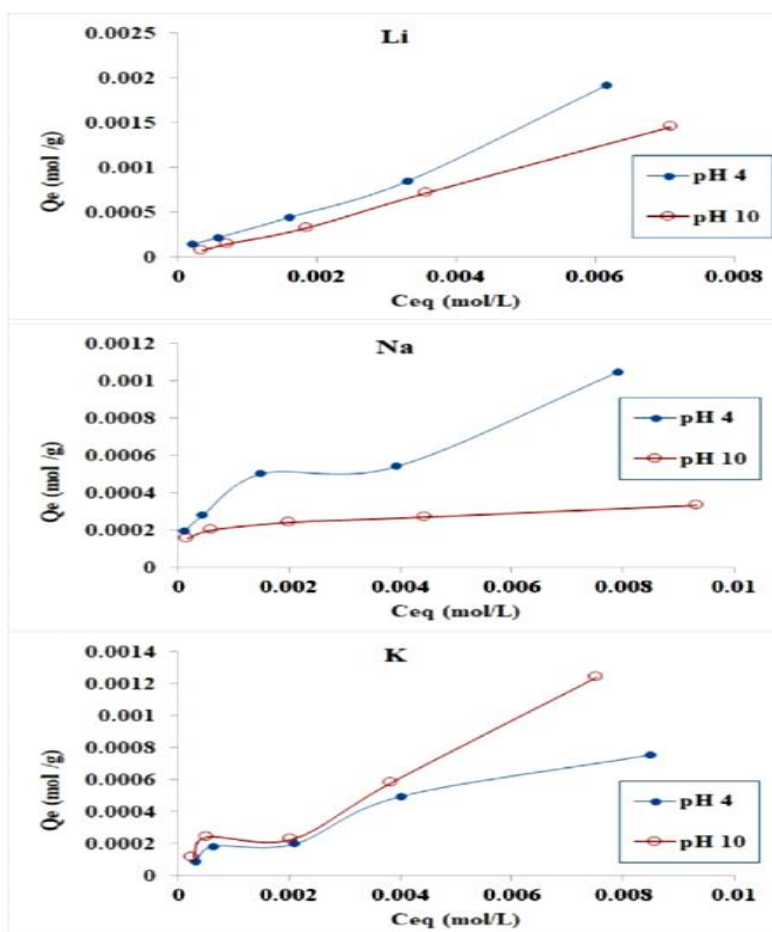 Li
0.0025
0.002
0.0015
0.001
0.0005
0
Qe (mol /g)
0 0.002 0.004 0.006 0.008
Ceq (mol/L)
pH 4
pH 10
Na
0.0012
0.001
0.0008
0.0006
0.0004
0.0002
0
Qe (mol /g)
0 0.002 0.004 0.006 0.008 0.01
Ceq (mol/L)
pH 4
pH 10
K
0.0014
0.0012
0.001
0.0008
0.0006
0.0004
0.0002
0
Qe (mol /g)
0 0.002 0.004 0.006 0.008 0.01
Ceq (mol/L)
pH 4
pH 10